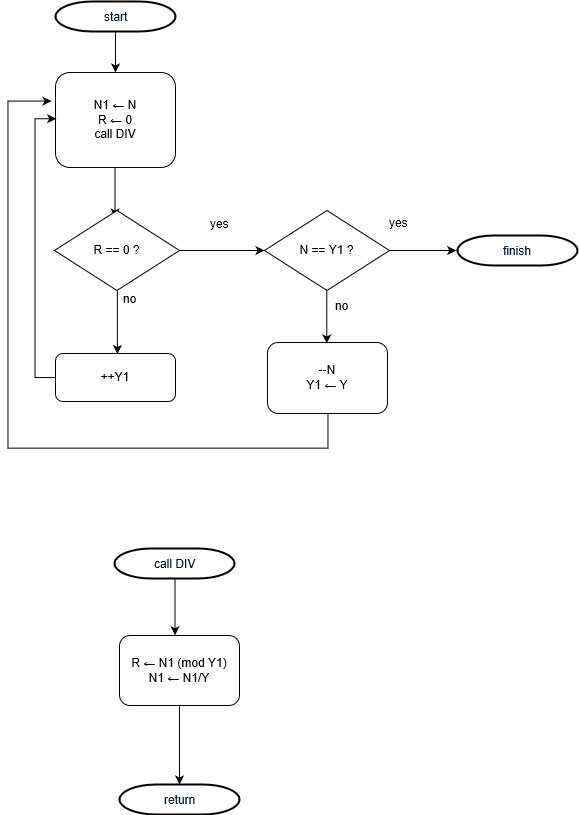 start
N1 ← N
R ← 0
call DIV
R == 0 ?
yes
N == Y1 ?
yes
finish
no
no
++Y1
--N
Y1 ← Y
call DIV
R ← N1 (mod Y1)
N1 ← N1/Y
return